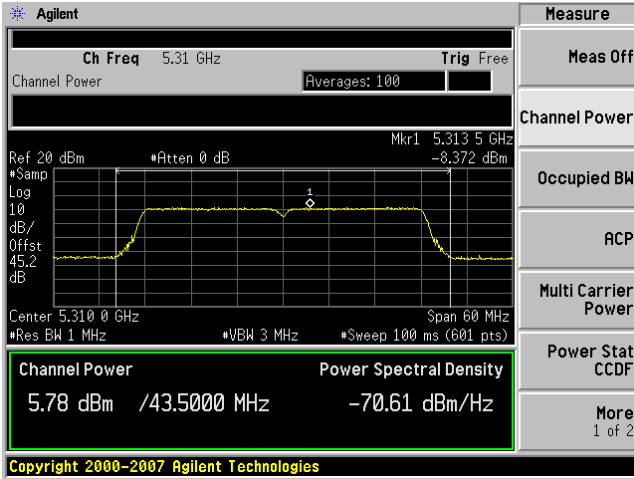 Agilent
Measure
Ch Freq 5.31 GHz Trig Free
Meas Off
Channel Power Averages: 100
Channel Power
Mkr1 5.313 5 GHz
Ref 20 dBm #Atten 0 dB -8.372 dBm
#Samp
Log
10
dB/
Offst
45.2
dB
1
Occupied BW
ACP
Multi Carrier
Power
Center 5.310 0 GHz Span 60 MHz
#Res BW 1 MHz #VBW 3 MHz #Sweep 100 ms (601 pts)
Power Stat
CCDF
Channel Power Power Spectral Density
5.78 dBm /43.5000 MHz -70.61 dBm/Hz
More
1 of 2
Copyright 2000-2007 Agilent Technologies